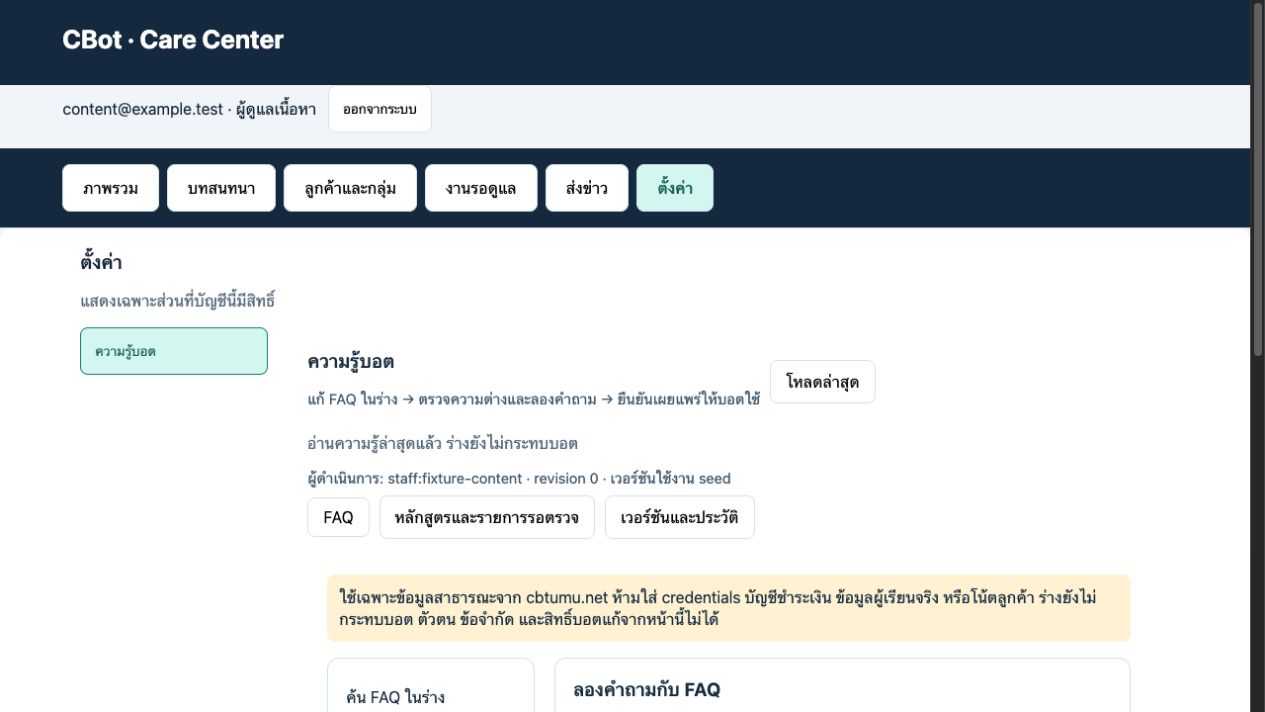 CBot · Care Center
content@example.test · ผู้ดูแลเนื้อหา
ออกจากระบบ
ภาพรวม
บทสนทนา
ลูกค้าและกลุ่ม
งานรอดูแล
ส่งข่าว
ตั้งค่า
ตั้งค่า
แสดงเฉพาะส่วนที่บัญชีนี้มีสิทธิ์
ความรู้บอต
ความรู้บอต
แก้ FAQ ในร่าง → ตรวจความต่างและลองคำถาม → ยืนยันเผยแพร่ให้บอตใช้
โหลดล่าสุด
อ่านความรู้ล่าสุดแล้ว ร่างยังไม่กระทบบอต
ผู้ดำเนินการ: staff:fixture-content · revision 0 · เวอร์ชันใช้งาน seed
FAQ
หลักสูตรและรายการรอตรวจ
เวอร์ชันและประวัติ
ใช้เฉพาะข้อมูลสาธารณะจาก cbtumu.net ห้ามใส่ credentials บัญชีชำระเงิน ข้อมูลผู้เรียนจริง หรือโน้ตลูกค้า ร่างยังไม่
กระทบบอต ตัวตน ข้อจำกัด และสิทธิ์บอตแก้จากหน้านี้ไม่ได้
ค้น FAQ ในร่าง
ลองคำถามกับ FAQ